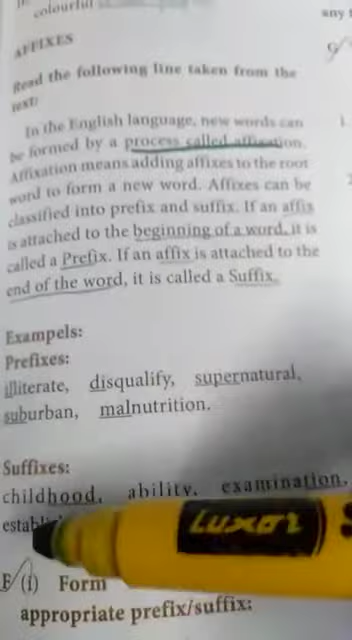 colourful
any
AFFIXES
Read the following line taken from the
text:
In the English language, new words can
be formed by a process called affixation.
Affixation means adding affixes to the root
word to form a new word. Affixes can be
classified into prefix and suffix. If an affix
is attached to the beginning of a word, it is
called a Prefix. If an affix is attached to the
end of the word, it is called a Suffix.
Exampels:
Prefixes:
illiterate, disqualify, supernatural,
suburban, malnutrition.
Suffixes:
childhood, ability, examination,
LUXOR
(i) Form
appropriate prefix/suffix: